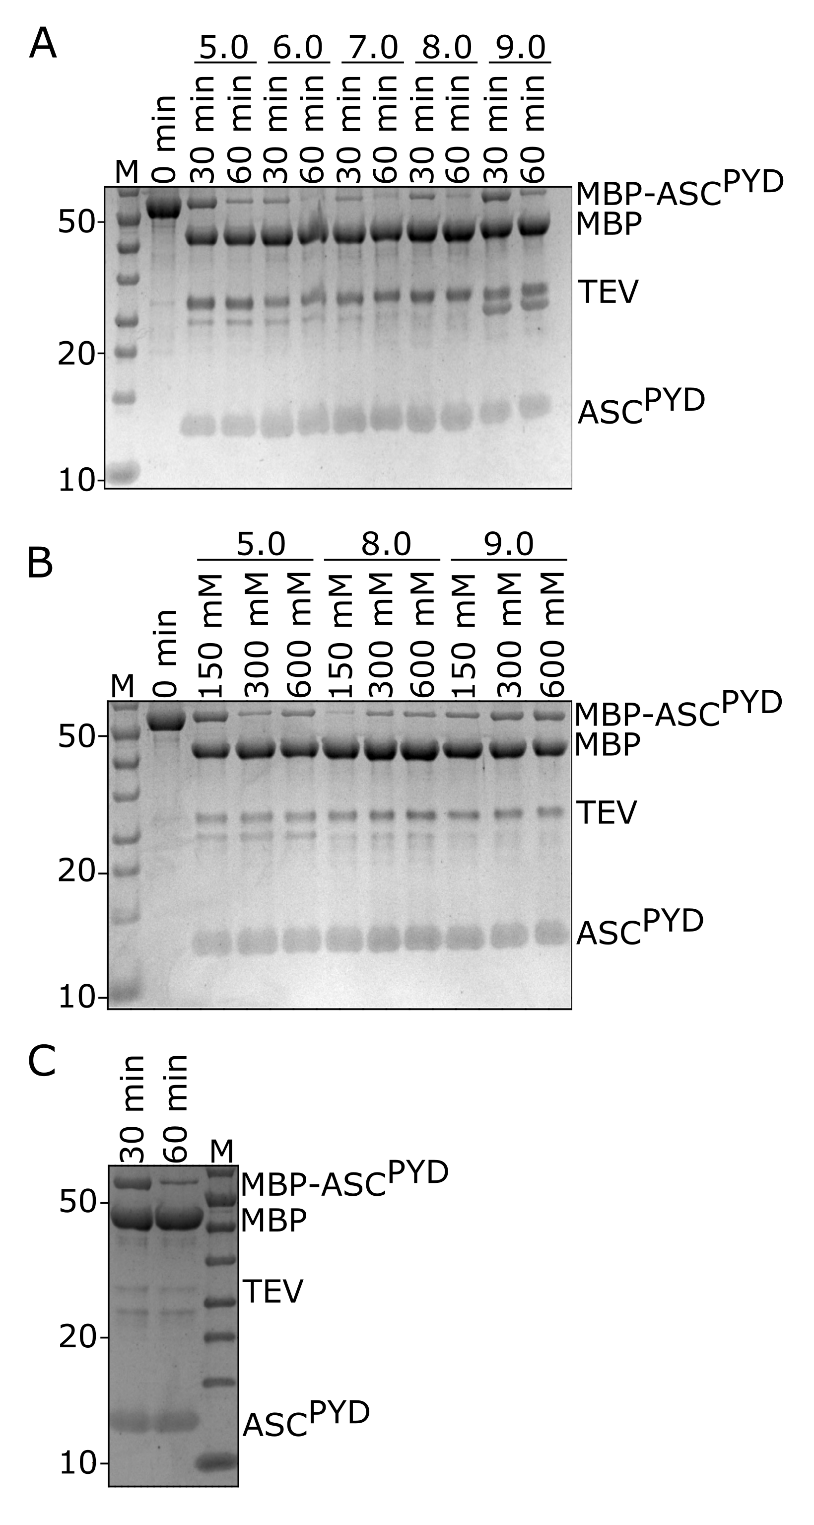 A
5.0 6.0 7.0 8.0 9.0
M 0 min 30 min 60 min 30 min 60 min 30 min 60 min 30 min 60 min 30 min 60 min
MBP-ASCPYD
50 MBP
TEV
20
ASCPYD
10
B
5.0 8.0 9.0
M 0 min 150 mM 300 mM 600 mM 150 mM 300 mM 600 mM 150 mM 300 mM 600 mM
MBP-ASCPYD
50 MBP
TEV
20
ASCPYD
10
C
30 min 60 min M
MBP-ASCPYD
50 MBP
TEV
20
ASCPYD
10